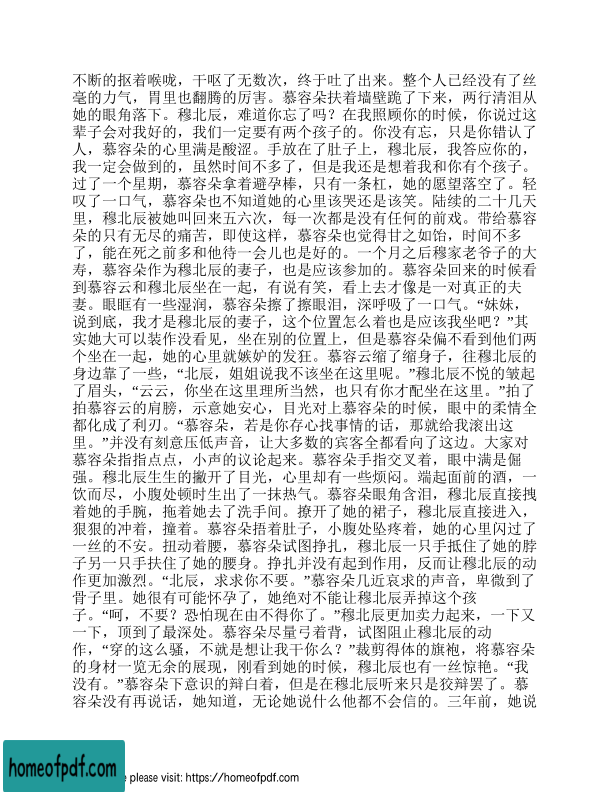 不断的抠着喉咙，干呕了无数次，终于吐了出来。整个人已经没有了丝
毫的力气，胃里也翻腾的厉害。慕容朵扶着墙壁跪了下来，两行清泪从
她的眼角落下。穆北辰，难道你忘了吗？在我照顾你的时候，你说过这
辈子会对我好的，我们一定要有两个孩子的。你没有忘，只是你错认了
人，慕容朵的心里满是酸涩。手放在了肚子上，穆北辰，我答应你的，
我一定会做到的，虽然时间不多了，但是我还是想着我和你有个孩子。
过了一个星期，慕容朵拿着避孕棒，只有一条杠，她的愿望落空了。轻
叹了一口气，慕容朵也不知道她的心里该哭还是该笑。陆续的二十几天
里，穆北辰被她叫回来五六次，每一次都是没有任何的前戏。带给慕容
朵的只有无尽的痛苦，即使这样，慕容朵也觉得甘之如饴，时间不多
了，能在死之前多和他待一会儿也是好的。一个月之后穆家老爷子的大
寿，慕容朵作为穆北辰的妻子，也是应该参加的。慕容朵回来的时候看
到慕容云和穆北辰坐在一起，有说有笑，看上去才像是一对真正的夫
妻。眼眶有一些湿润，慕容朵擦了擦眼泪，深呼吸了一口气。“妹妹，
说到底，我才是穆北辰的妻子，这个位置怎么着也是应该我坐吧？”其
实她大可以装作没看见，坐在别的位置上，但是慕容朵偏不看到他们两
个坐在一起，她的心里就嫉妒的发狂。慕容云缩了缩身子，往穆北辰的
身边靠了一些，“北辰，姐姐说我不该坐在这里呢。”穆北辰不悦的皱起
了眉头，“云云，你坐在这里理所当然，也只有你才配坐在这里。”拍了
拍慕容云的肩膀，示意她安心，目光对上慕容朵的时候，眼中的柔情全
都化成了利刃。“慕容朵，若是你存心找事情的话，那就给我滚出这
里。”并没有刻意压低声音，让大多数的宾客全都看向了这边。大家对
慕容朵指指点点，小声的议论起来。慕容朵手指交叉着，眼中满是倔
强。穆北辰生生的撇开了目光，心里却有一些烦闷。端起面前的酒，一
饮而尽，小腹处顿时生出了一抹热气。慕容朵眼角含泪，穆北辰直接拽
着她的手腕，拖着她去了洗手间。撩开了她的裙子，穆北辰直接进入，
狠狠的冲着，撞着。慕容朵捂着肚子，小腹处坠疼着，她的心里闪过了
一丝的不安。扭动着腰，慕容朵试图挣扎，穆北辰一只手抵住了她的脖
子另一只手扶住了她的腰身。挣扎并没有起到作用，反而让穆北辰的动
作更加激烈。“北辰，求求你不要。”慕容朵几近哀求的声音，卑微到了
骨子里。她很有可能怀孕了，她绝对不能让穆北辰弄掉这个孩
子。“呵，不要？恐怕现在由不得你了。”穆北辰更加卖力起来，一下又
一下，顶到了最深处。慕容朵尽量弓着背，试图阻止穆北辰的动
作，“穿的这么骚，不就是想让我干你么？”裁剪得体的旗袍，将慕容朵
的身材一览无余的展现，刚看到她的时候，穆北辰也有一丝惊艳。“我
没有。”慕容朵下意识的辩白着，但是在穆北辰听来只是狡辩罢了。慕
容朵没有再说话，她知道，无论她说什么他都不会信的。三年前，她说
homeofpdf.com
please visit: https://homeofpdf.com